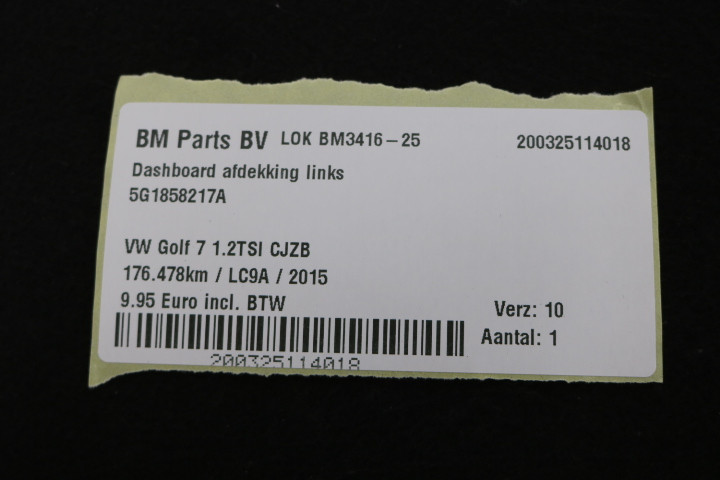 BM Parts BV LOK BM3416-25 200325114018
Dashboard afdekking links
5G1858217A
VW Golf 7 1.2TSI CJZB
176.478km / LC9A / 2015
9.95 Euro incl. BTW
Verz: 10
Aantal: 1
200325114018